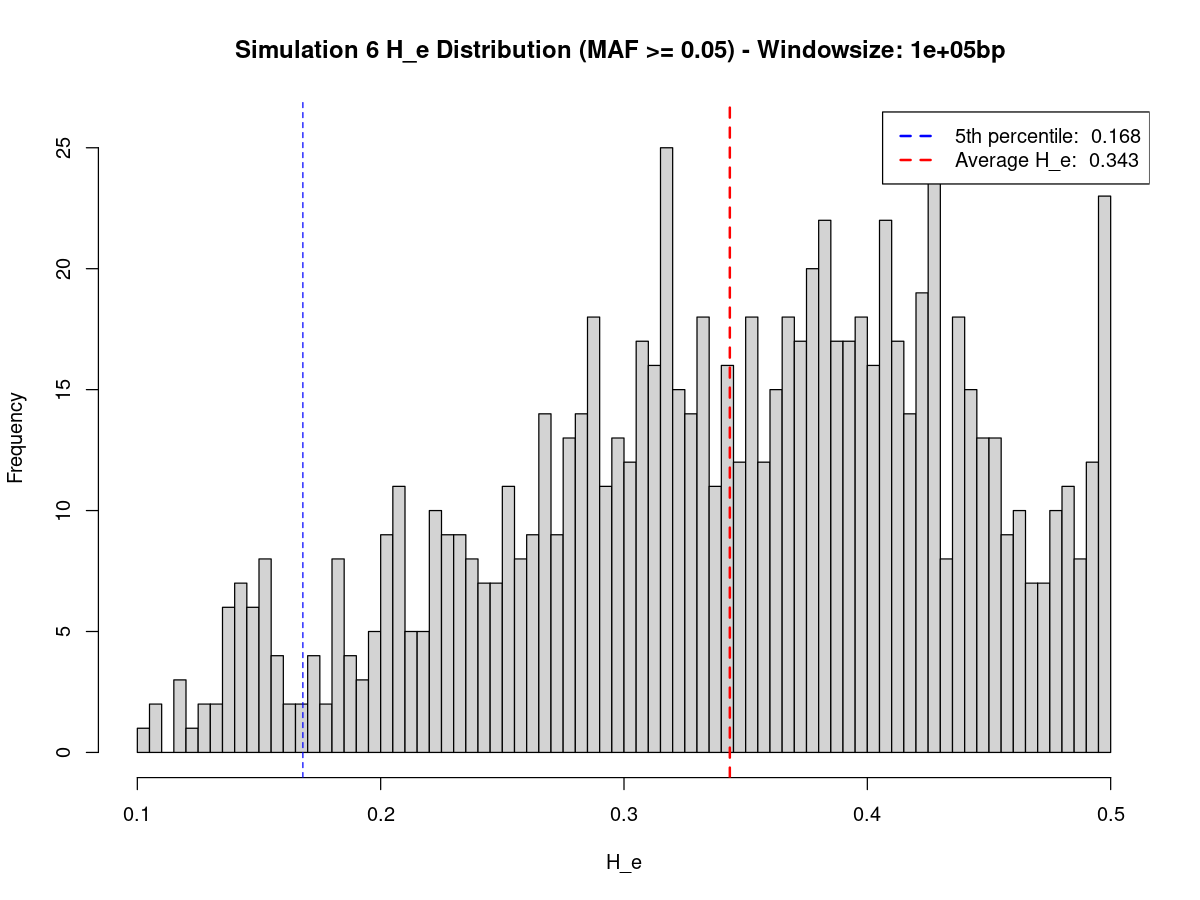 Simulation 6 H_e Distribution (MAF >= 0.05) - Windowsize: 1e+05bp
5th percentile:  0.168
Average H_e:  0.343
25
20
15
10
5
0
Frequency
0.1 0.2 0.3 0.4 0.5
H_e